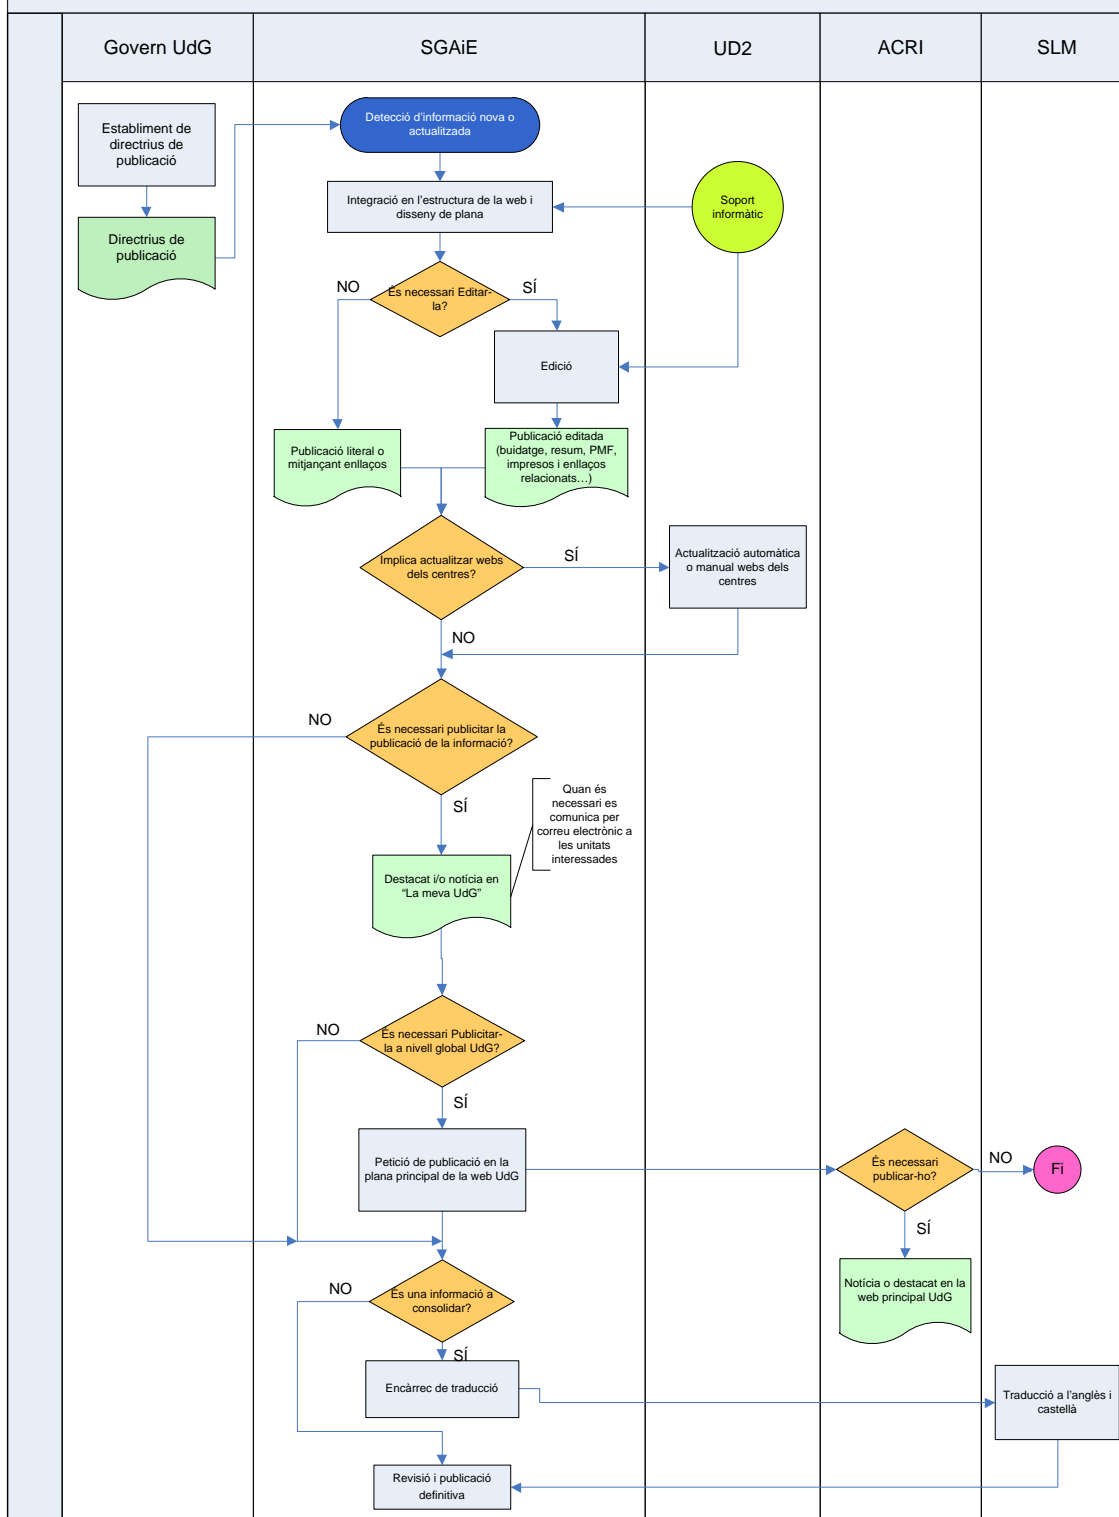 Govern UdG
SGAiE
UD2
ACRI
SLM
Establiment de
directrius de
publicació
Directrius de
publicació
Detecció d'informació nova o
actualitzada
Integració en l'estructura de la web i
disseny de plana
Soport
informàtic
És necessari Editar-
la?
NO
SÍ
Edició
Publicació literal o
mitjançant enllaços
Publicació editada
(buidatge, resum, PMF,
impresos i enllaços
relacionats…)
Implica actualitzar webs
dels centres?
SÍ
Actualització automàtica
o manual webs dels
centres
NO
És necessari publicitar la
publicació de la informació?
NO
SÍ
Quan és
necessari es
comunica per
correu electrònic a
les unitats
interessades
Destacat i/o notícia en
“La meva UdG”
És necessari Publicitar-
la a nivell global UdG?
NO
SÍ
Petició de publicació en la
plana principal de la web UdG
És necessari
publicar-ho?
NO
Fi
SÍ
Notícia o destacat en la
web principal UdG
És una informació a
consolidar?
NO
SÍ
Encàrrec de traducció
Traducció a l'anglès i
castellà
Revisió i publicació
definitiva